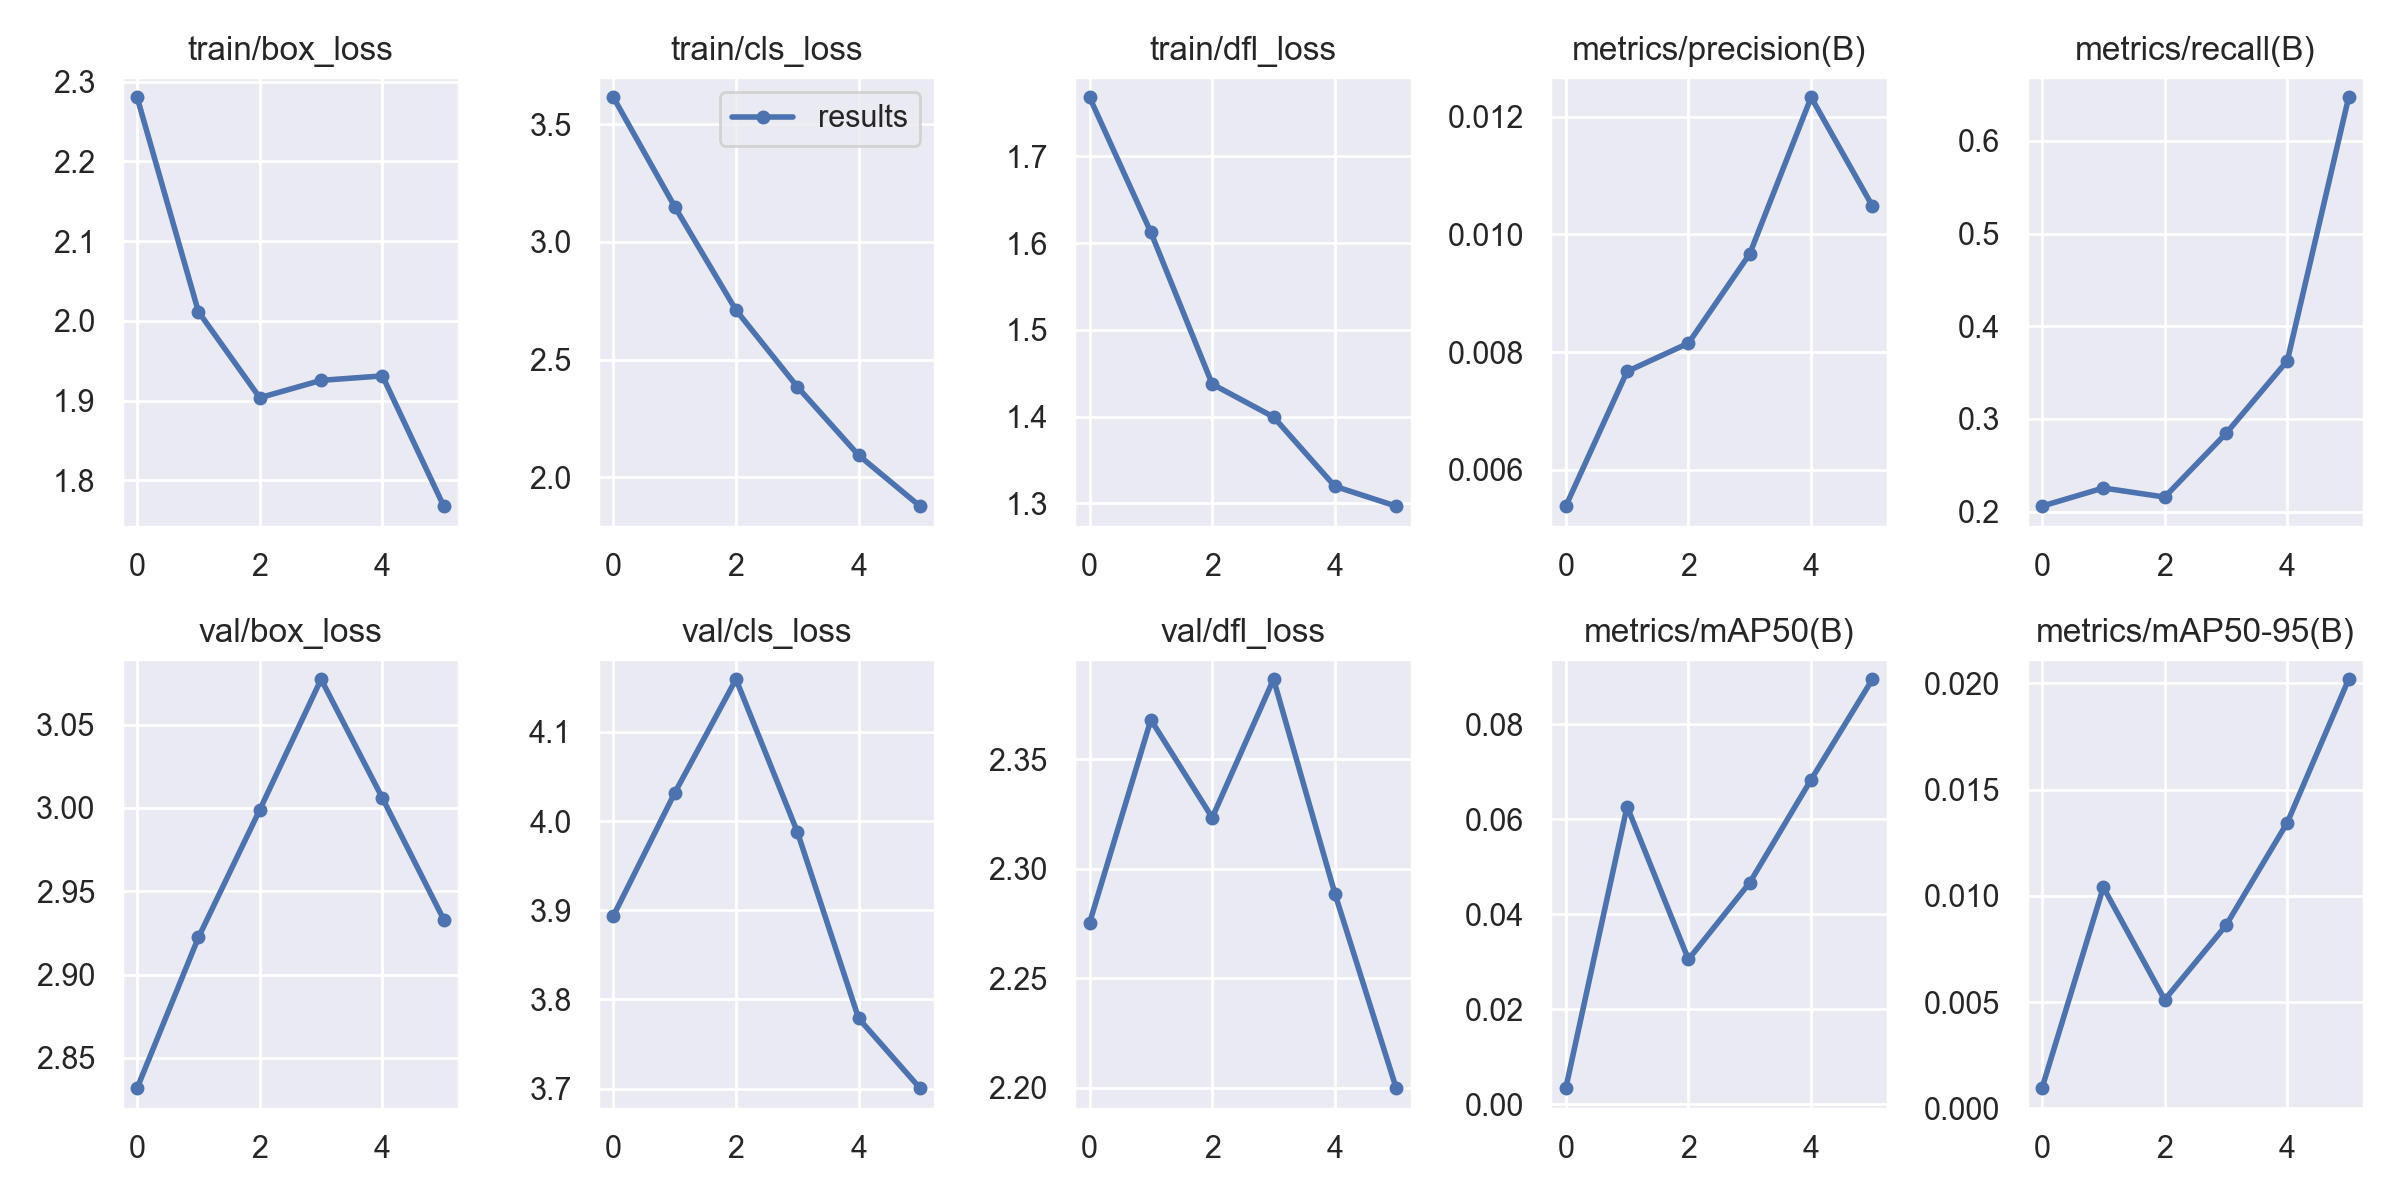 train/box_loss
train/cls_loss
train/dfl_loss
metrics/precision(B)
metrics/recall(B)
2.3
2.2
2.1
2.0
1.9
1.8
0 2 4
results
3.5
3.0
2.5
2.0
0 2 4
1.7
1.6
1.5
1.4
1.3
0 2 4
0.012
0.010
0.008
0.006
0 2 4
0.6
0.5
0.4
0.3
0.2
0 2 4
val/box_loss
val/cls_loss
val/dfl_loss
metrics/mAP50(B)
metrics/mAP50-95(B)
3.05
3.00
2.95
2.90
2.85
0 2 4
4.1
4.0
3.9
3.8
3.7
0 2 4
2.35
2.30
2.25
2.20
0 2 4
0.08
0.06
0.04
0.02
0.00
0 2 4
0.020
0.015
0.010
0.005
0.000
0 2 4